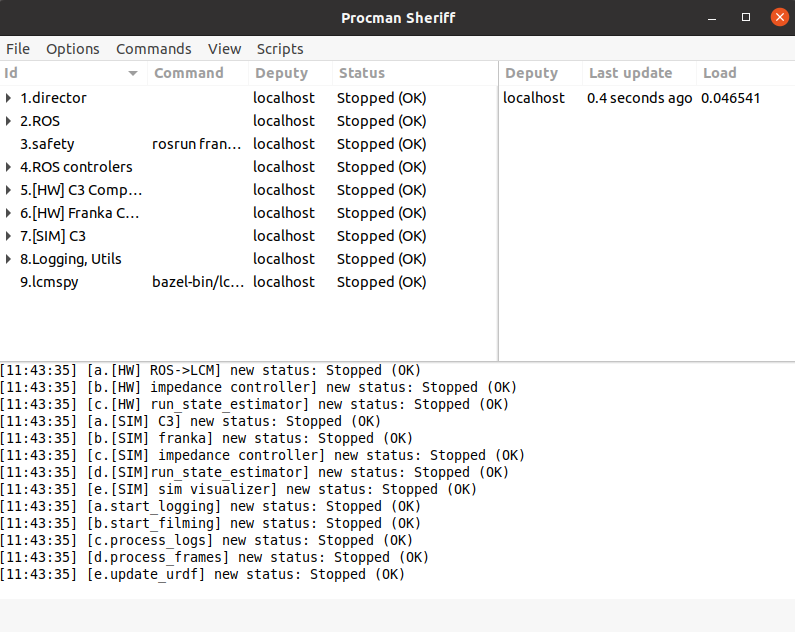 Procman Sheriff
File Options Commands View Scripts
Id Command Deputy Status
1.director localhost Stopped (OK)
2.ROS localhost Stopped (OK)
3.safety rosrun fran... localhost Stopped (OK)
4.ROS controlers localhost Stopped (OK)
5.[HW] C3 Comp... localhost Stopped (OK)
6.[HW] Franka C... localhost Stopped (OK)
7.[SIM] C3 localhost Stopped (OK)
8.Logging, Utils localhost Stopped (OK)
9.lcmspy bazel-bin/lc... localhost Stopped (OK)
Deputy Last update Load
localhost 0.4 seconds ago 0.046541
[11:43:35] [a.[HW] ROS->LCM] new status: Stopped (OK)
[11:43:35] [b.[HW] impedance controller] new status: Stopped (OK)
[11:43:35] [c.[HW] run_state_estimator] new status: Stopped (OK)
[11:43:35] [a.[SIM] C3] new status: Stopped (OK)
[11:43:35] [b.[SIM] franka] new status: Stopped (OK)
[11:43:35] [c.[SIM] impedance controller] new status: Stopped (OK)
[11:43:35] [d.[SIM]run_state_estimator] new status: Stopped (OK)
[11:43:35] [e.[SIM] sim visualizer] new status: Stopped (OK)
[11:43:35] [a.start_logging] new status: Stopped (OK)
[11:43:35] [b.start_filming] new status: Stopped (OK)
[11:43:35] [c.process_logs] new status: Stopped (OK)
[11:43:35] [d.process_frames] new status: Stopped (OK)
[11:43:35] [e.update_urdf] new status: Stopped (OK)